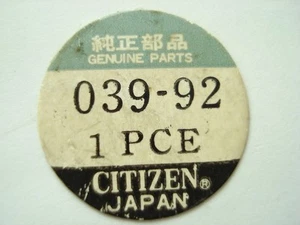 純正部品
GENUINE PARTS
039-92
1 PCE
CITIZEN®
JAPAN